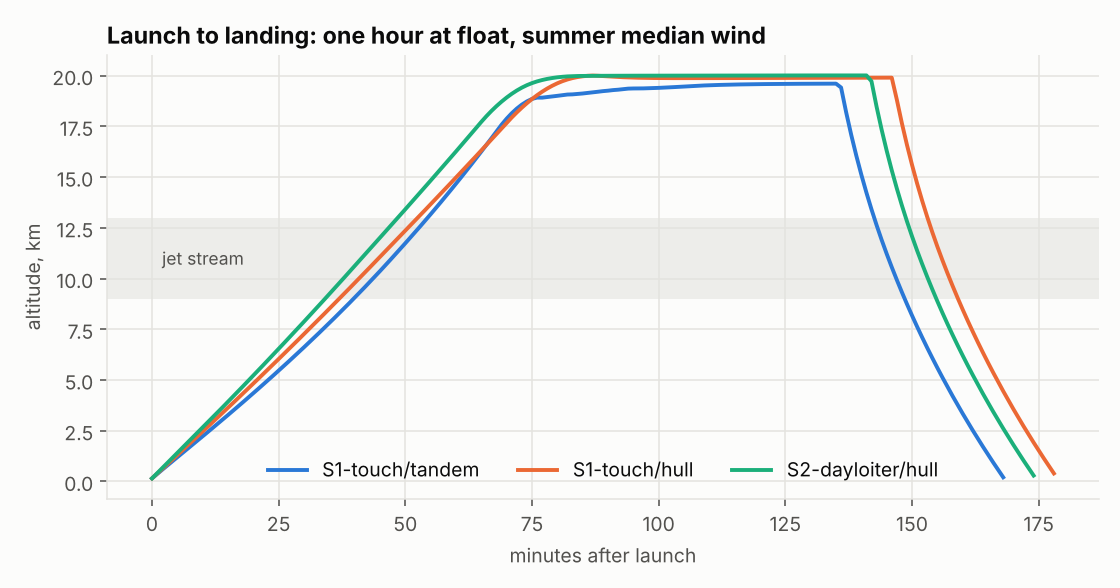 Launch to landing: one hour at float, summer median wind
20.0
17.5
15.0
12.5
10.0
7.5
5.0
2.5
0.0
altitude, km
jet stream
S1-touch/tandem
S1-touch/hull
S2-dayloiter/hull
0
25
50
75
100
125
150
175
minutes after launch